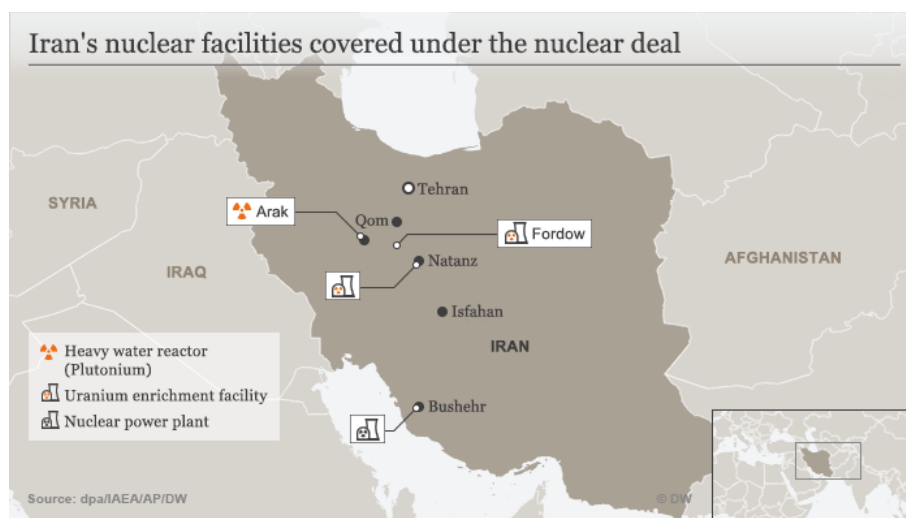 Iran's nuclear facilities covered under the nuclear deal
Tehran
SYRIA
Arak
Qom
Fordow
IRAQ
Natanz
AFGHANISTAN
Isfahan
IRAN
Heavy water reactor
(Plutonium)
Uranium enrichment facility
Nuclear power plant
Bushehr
Source: dpa/IAEA/AP/DW
© DW